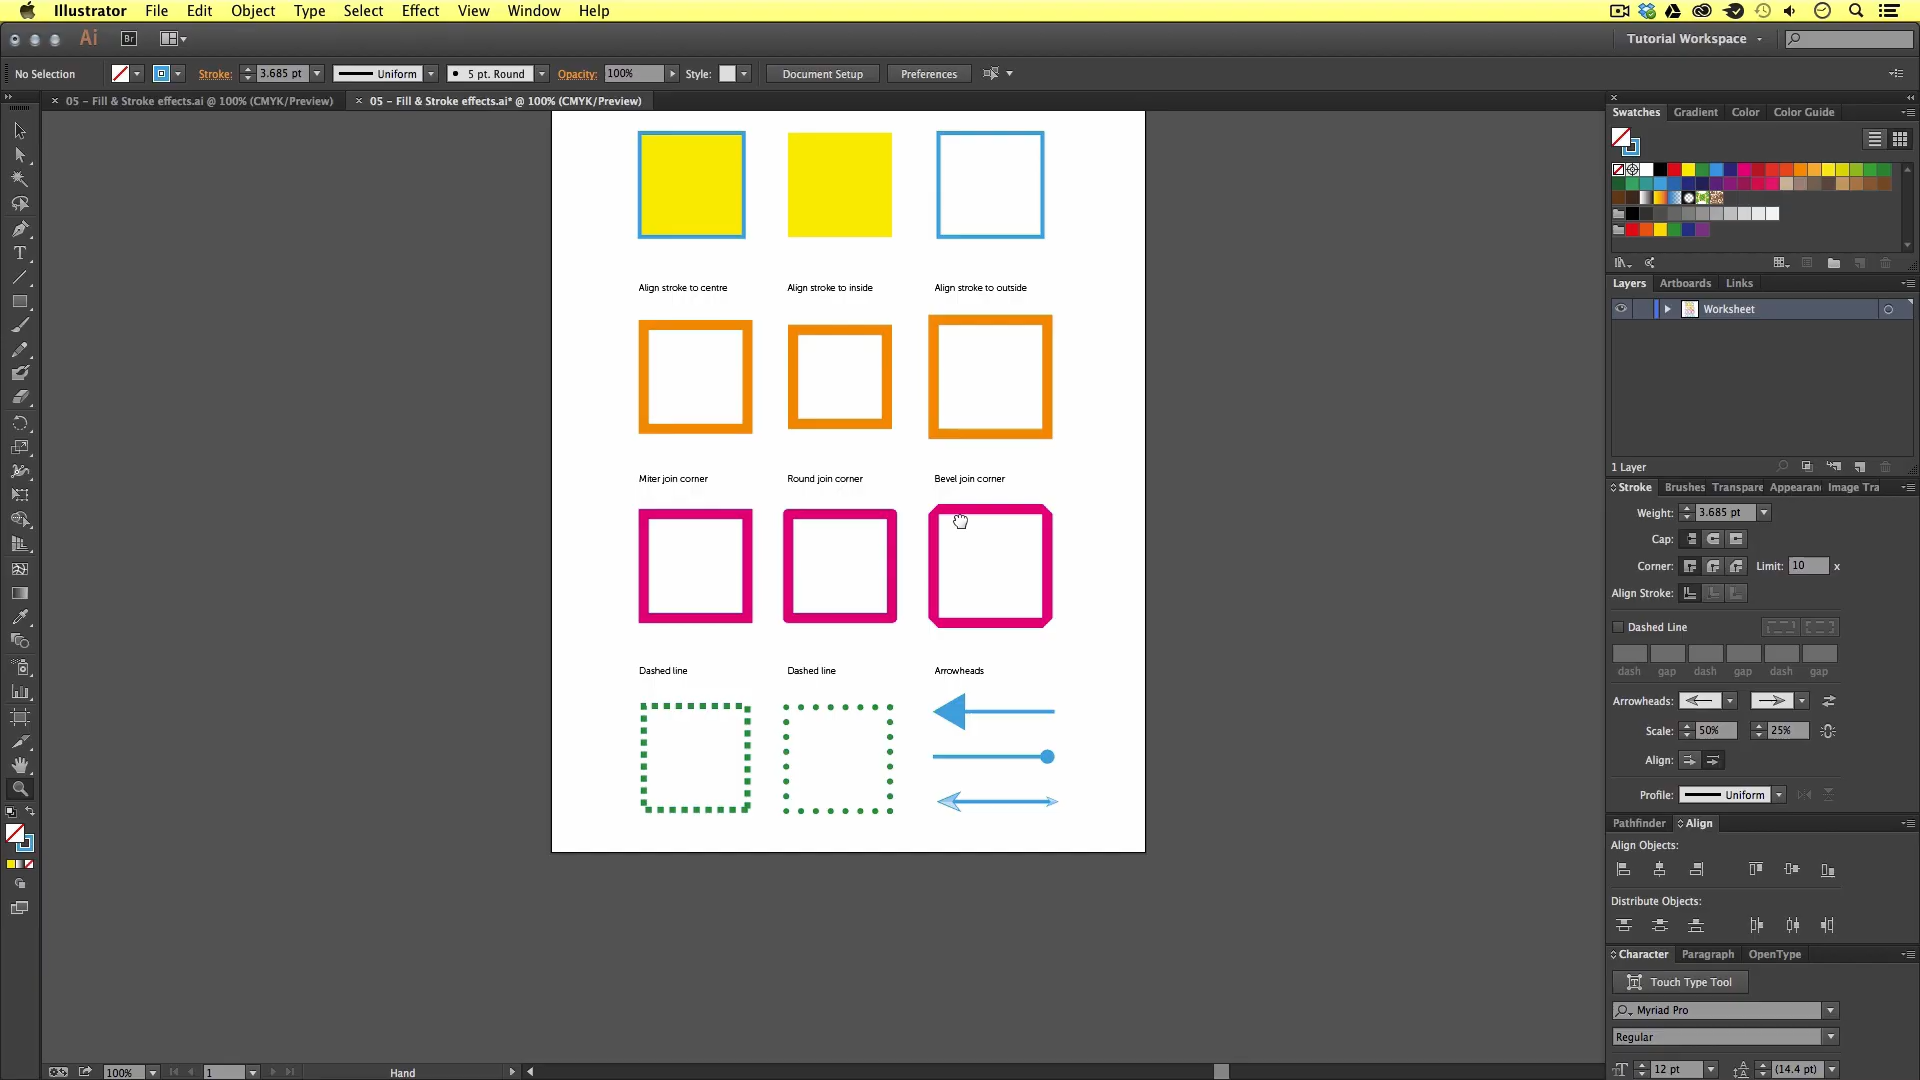 Illustrator File Edit Object Type Select Effect View Window Help
Ai Br Tutorial Workspace
No Selection Stroke: 3.685 pt Uniform 5 pt. Round Opacity: 100% Style: Document Setup Preferences
05 - Fill & Stroke effects.ai @ 100% (CMYK/Preview) 05 - Fill & Stroke effects.ai* @ 100% (CMYK/Preview)
Swatches Gradient Color Color Guide
Align stroke to centre Align stroke to inside Align stroke to outside
Layers Artboards Links
Worksheet
1 Layer
Miter join corner Round join corner Bevel join corner
Stroke Brushes Transpare Appearan Image Tra
Weight: 3.685 pt
Cap:
Corner: Limit: 10 x
Align Stroke:
Dashed Line
dash gap dash gap dash gap
Dashed line Dashed line Arrowheads
Arrowheads:
Scale: 50% 25%
Align:
Profile: Uniform
Pathfinder Align
Align Objects:
Distribute Objects:
Character Paragraph OpenType
Touch Type Tool
Myriad Pro
Regular
12 pt (14.4 pt)
100% 1 Hand